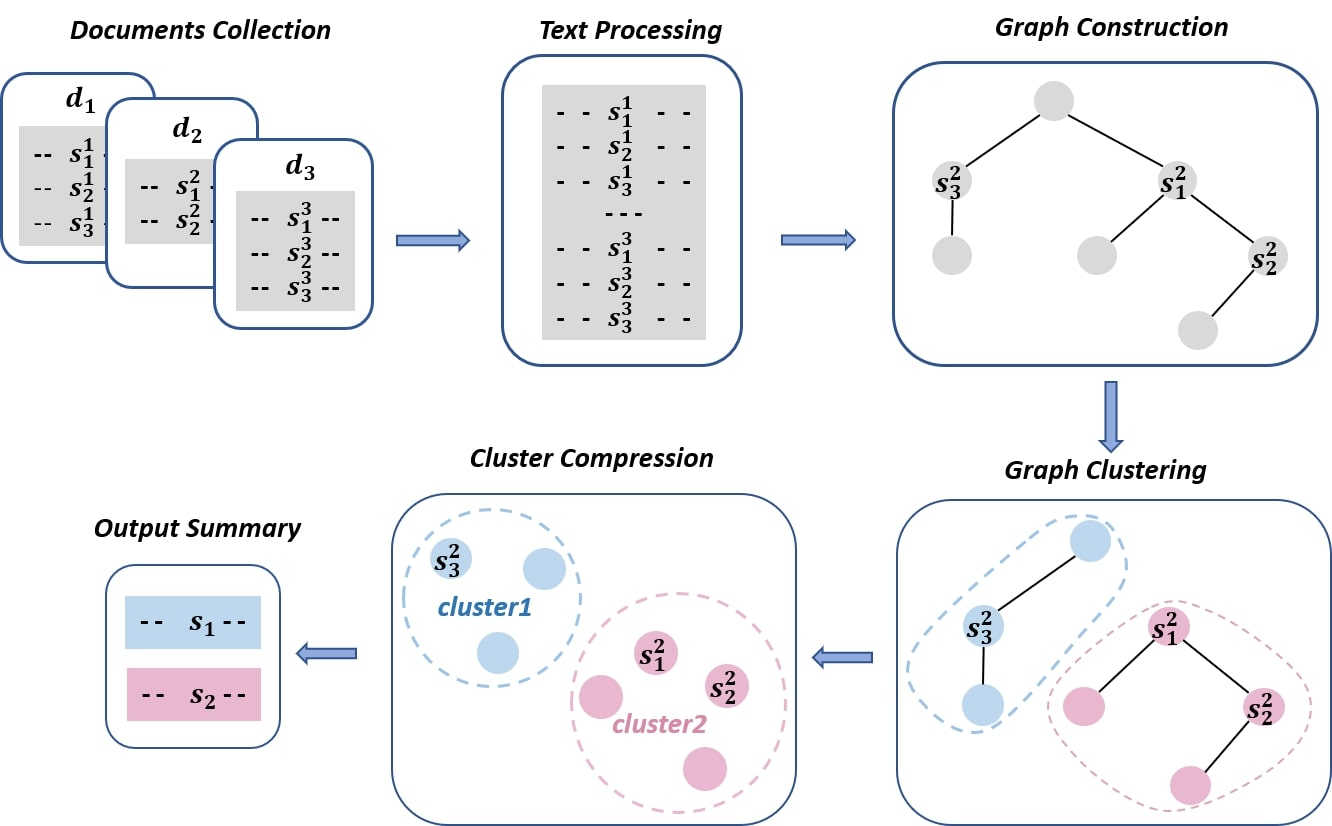 Documents Collection
d₁
-- s₁¹ -
-- s₂¹ -
-- s₃¹ -
d₂
-- s₁² -
-- s₂² -
d₃
-- s₁³ --
-- s₂³ --
-- s₃³ --
Text Processing
- - s₁¹ - -
- - s₂¹ - -
- - s₃¹ - -
---
- - s₁³ - -
- - s₂³ - -
- - s₃³ - -
Graph Construction
s₃²
s₁²
s₂²
Graph Clustering
s₃²
s₁²
s₂²
Cluster Compression
s₃²
cluster1
s₁²
s₂²
cluster2
Output Summary
-- s₁ --
-- s₂ --